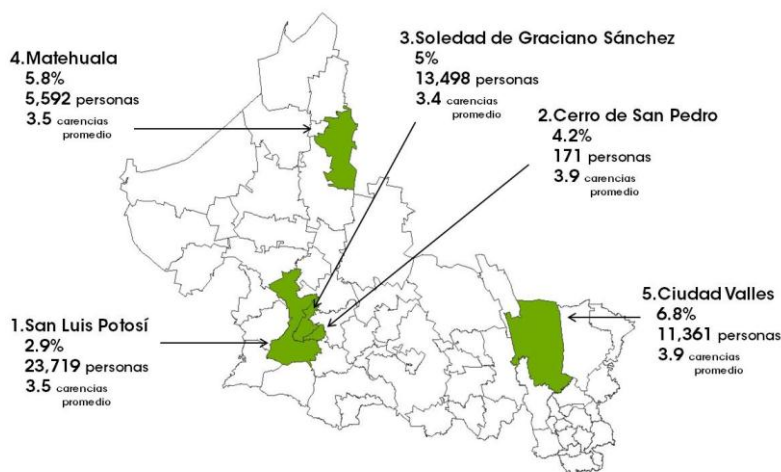 4.Matehuala
5.8%
5,592 personas
3.5 carencias
promedio
3.Soledad de Graciano Sánchez
5%
13,498 personas
3.4 carencias
promedio
2.Cerro de San Pedro
4.2%
171 personas
3.9 carencias
promedio
1.San Luis Potosí
2.9%
23,719 personas
3.5 carencias
promedio
5.Ciudad Valles
6.8%
11,361 personas
3.9 carencias
promedio